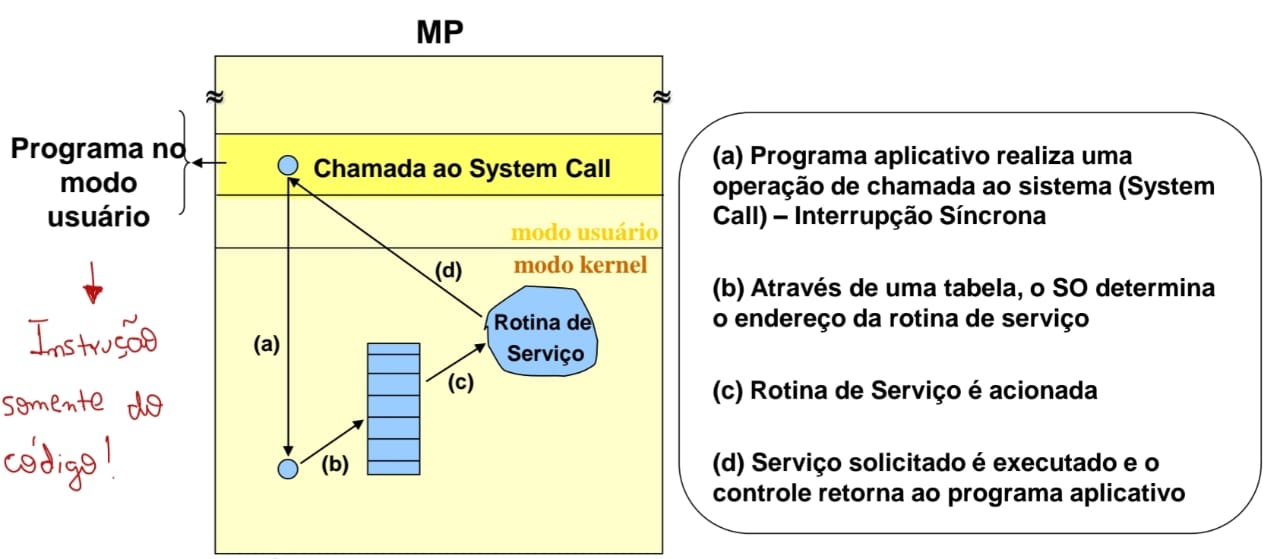 MP
≈ ≈
Programa no
modo
usuário
Chamada ao System Call
modo usuário
modo kernel
(d)
Rotina de
Serviço
(a)
(c)
(b)
Instrução
somente do
código!
(a) Programa aplicativo realiza uma
operação de chamada ao sistema (System
Call) – Interrupção Síncrona
(b) Através de uma tabela, o SO determina
o endereço da rotina de serviço
(c) Rotina de Serviço é acionada
(d) Serviço solicitado é executado e o
controle retorna ao programa aplicativo